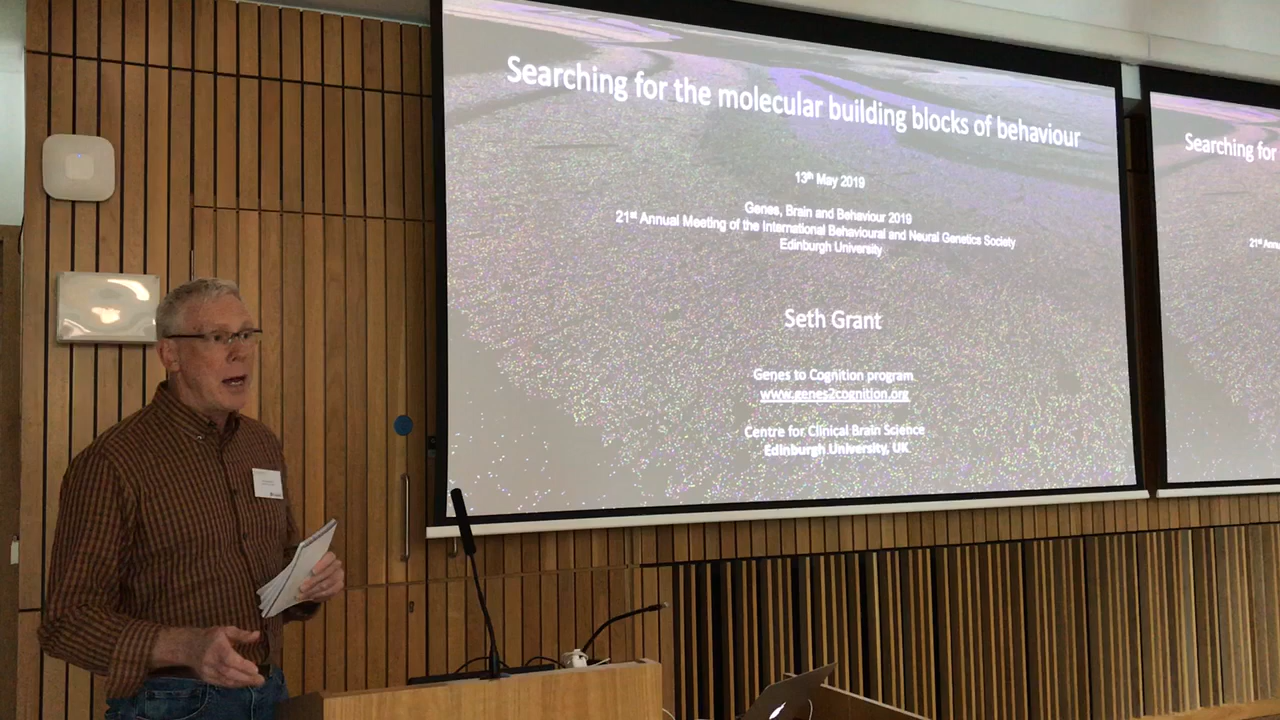 Searching for the molecular building blocks of behaviour
13th May 2019
Genes, Brain and Behaviour 2019
21st Annual Meeting of the International Behavioural and Neural Genetics Society
Edinburgh University
Seth Grant
Genes to Cognition program
www.genes2cognition.org
Centre for Clinical Brain Science
Edinburgh University, UK
Searching for
21st Annu